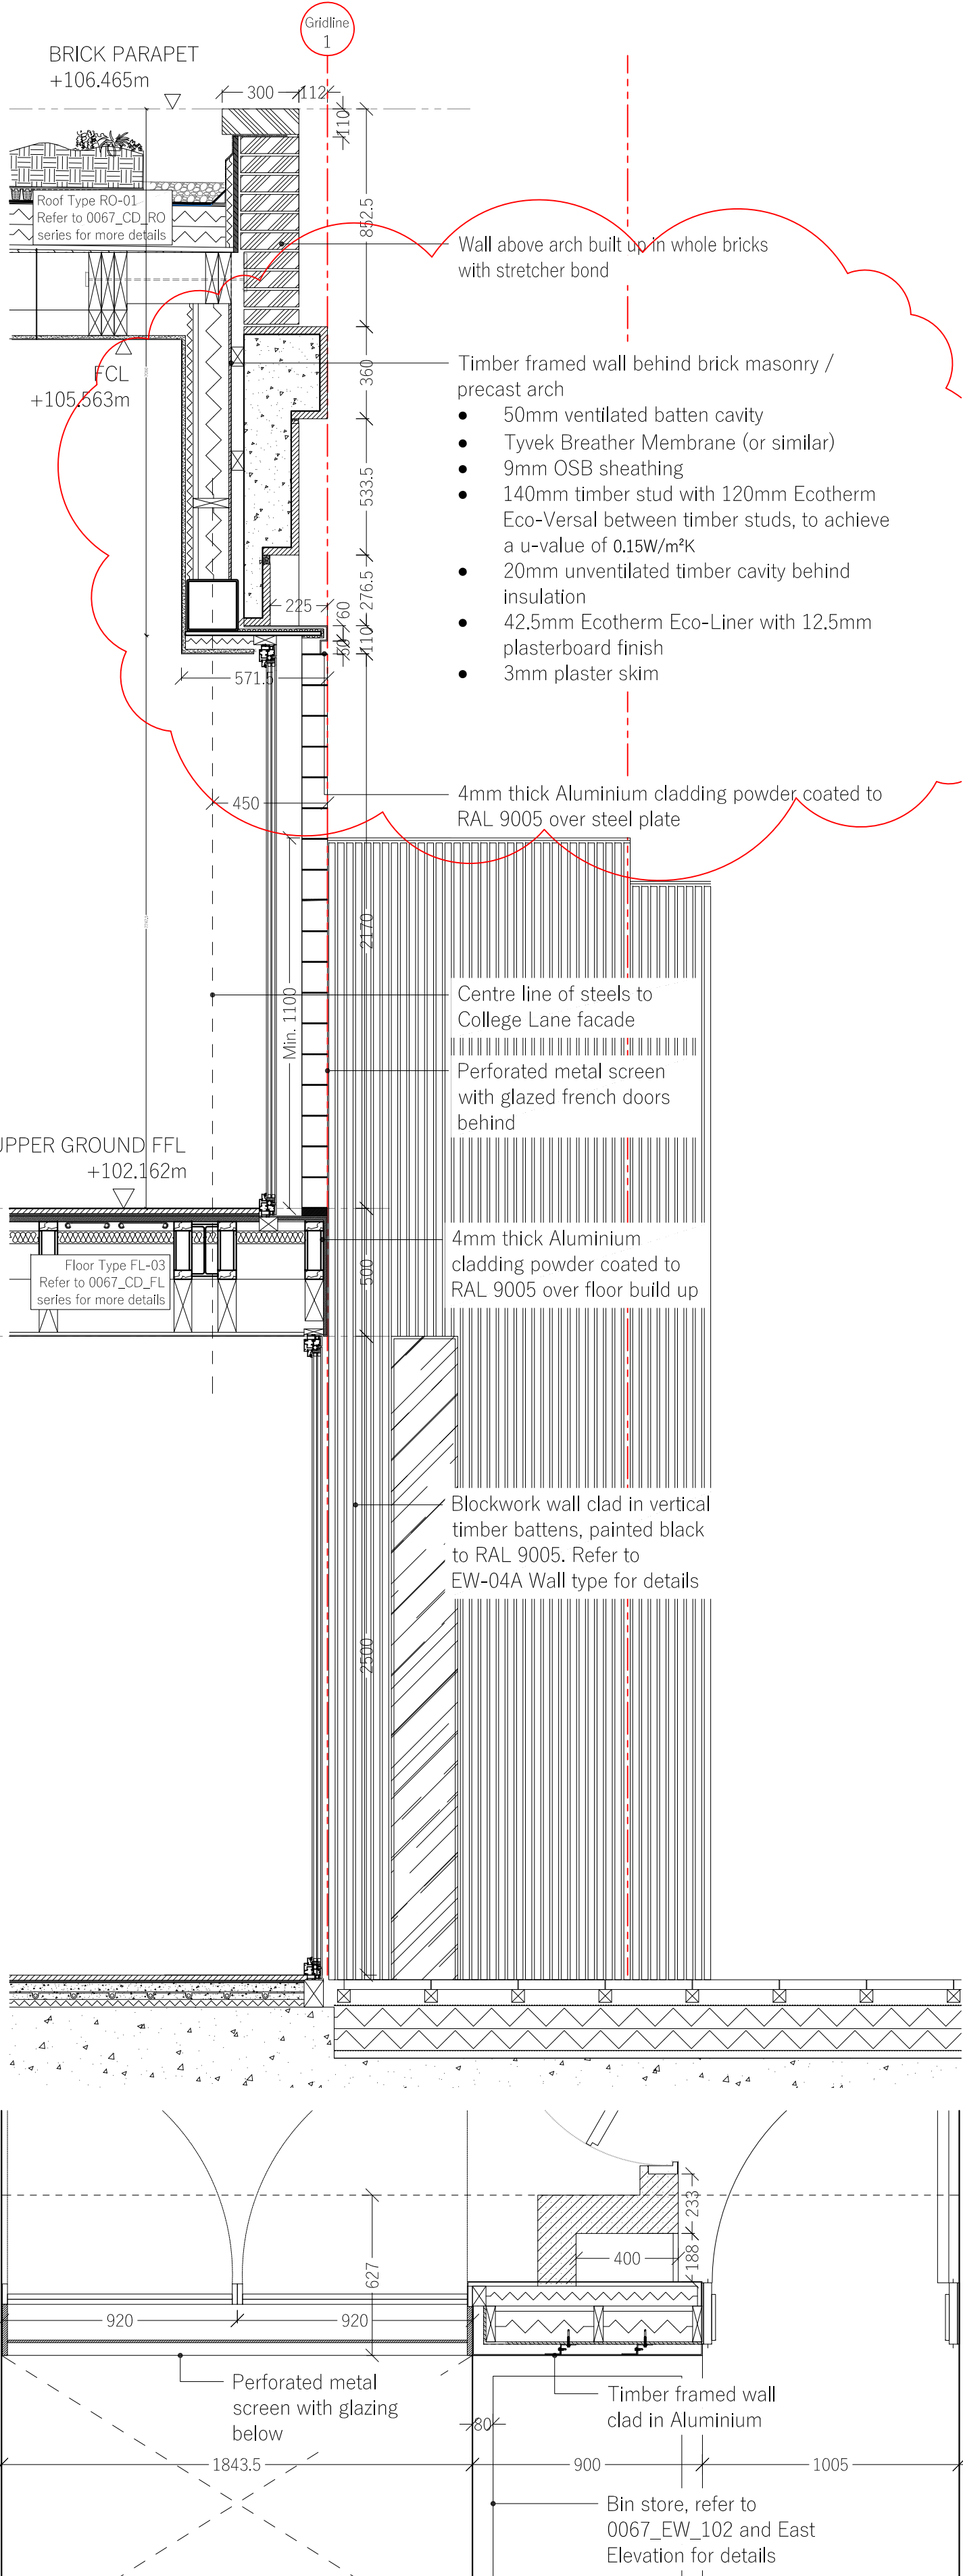 Gridline
1
BRICK PARAPET
+106.465m
300
112
110
852.5
Roof Type RO-01
Refer to 0067_CD_RO
series for more details
Wall above arch built up in whole bricks
with stretcher bond
FCL
+105.563m
360
Timber framed wall behind brick masonry /
precast arch
● 50mm ventilated batten cavity
● Tyvek Breather Membrane (or similar)
● 9mm OSB sheathing
● 140mm timber stud with 120mm Ecotherm
Eco-Versal between timber studs, to achieve
a u-value of 0.15W/m²K
● 20mm unventilated timber cavity behind
insulation
● 42.5mm Ecotherm Eco-Liner with 12.5mm
plasterboard finish
● 3mm plaster skim
533.5
276.5
225
60
50
110
571.5
450
4mm thick Aluminium cladding powder coated to
RAL 9005 over steel plate
2170
Min. 1100
Centre line of steels to
College Lane facade
Perforated metal screen
with glazed french doors
behind
UPPER GROUND FFL
+102.162m
4mm thick Aluminium
cladding powder coated to
RAL 9005 over floor build up
500
Floor Type FL-03
Refer to 0067_CD_FL
series for more details
Blockwork wall clad in vertical
timber battens, painted black
to RAL 9005. Refer to
EW-04A Wall type for details
2500
233
188
400
627
920
920
Perforated metal
screen with glazing
below
Timber framed wall
clad in Aluminium
80
1843.5
900
1005
Bin store, refer to
0067_EW_102 and East
Elevation for details